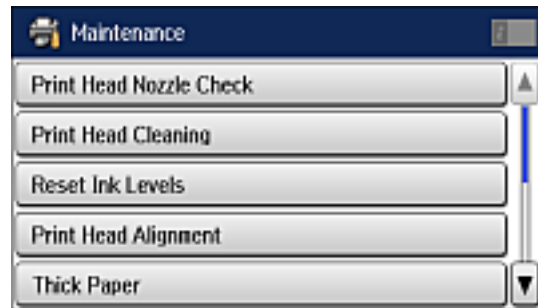 Maintenance
Print Head Nozzle Check
Print Head Cleaning
Reset Ink Levels
Print Head Alignment
Thick Paper